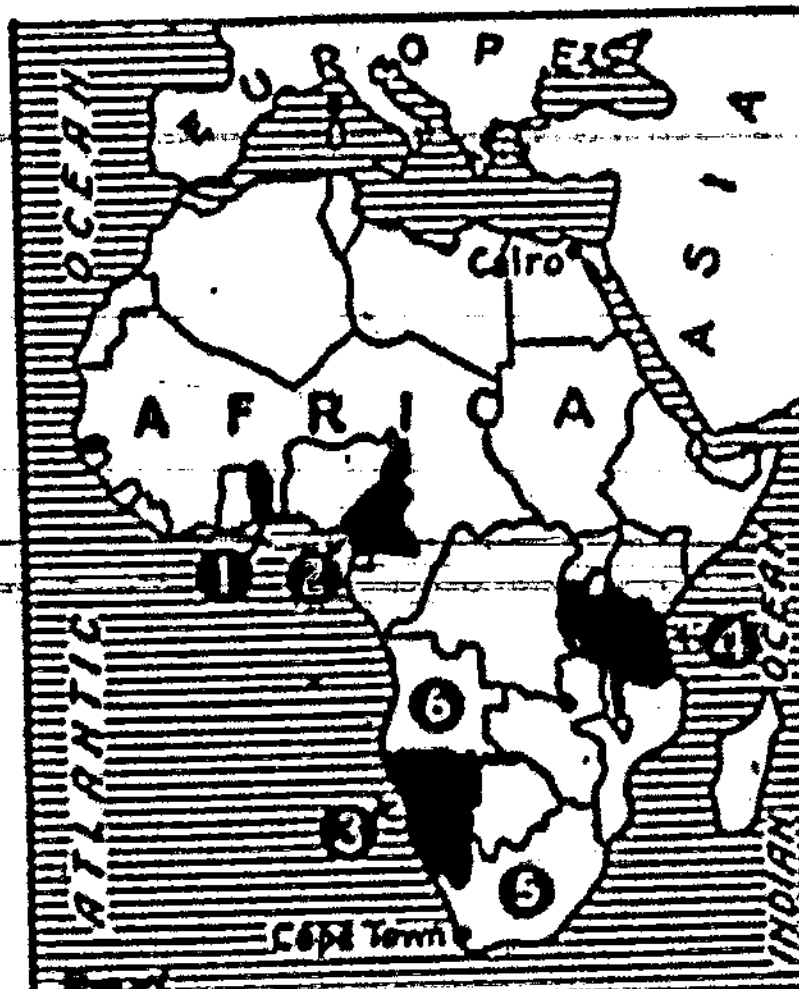 EUROPE
ASIA
OCEAN
Cairo
AFRICA
1
2
4
OCEAN
ATLANTIC
6
3
5
INDIAN
Cape Town